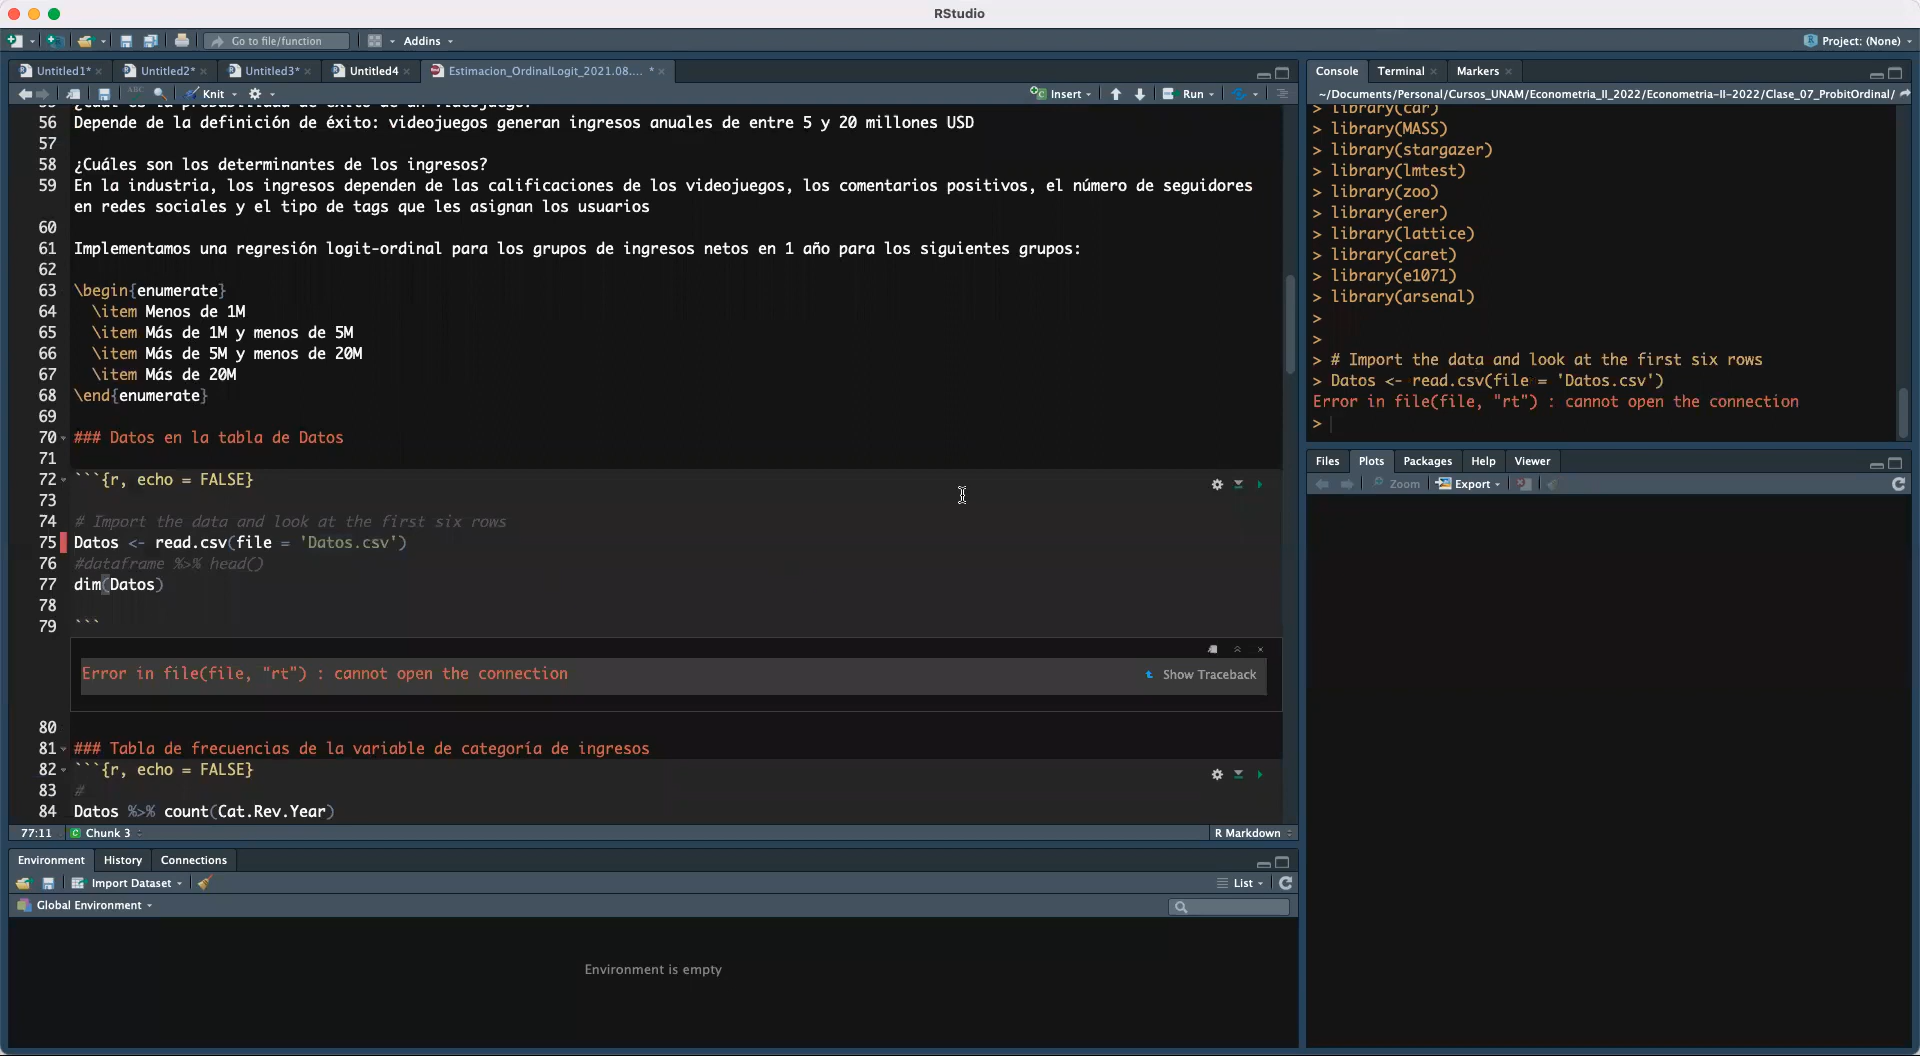 RStudio
Go to file/function
Addins
Project: (None)
Untitled1*
Untitled2*
Untitled3*
Untitled4
Estimacion_OrdinalLogit_2021.08.... *
Knit
Insert
Run
56 Depende de la definición de éxito: videojuegos generan ingresos anuales de entre 5 y 20 millones USD
57
58 ¿Cuáles son los determinantes de los ingresos?
59 En la industria, los ingresos dependen de las calificaciones de los videojuegos, los comentarios positivos, el número de seguidores
en redes sociales y el tipo de tags que les asignan los usuarios
60
61 Implementamos una regresión logit-ordinal para los grupos de ingresos netos en 1 año para los siguientes grupos:
62
63 \begin{enumerate}
64 \item Menos de 1M
65 \item Más de 1M y menos de 5M
66 \item Más de 5M y menos de 20M
67 \item Más de 20M
68 \end{enumerate}
69
70 ### Datos en la tabla de Datos
71
72 ```{r, echo = FALSE}
73
74 # Import the data and look at the first six rows
75 Datos <- read.csv(file = 'Datos.csv')
76 #dataframe %>% head()
77 dim(Datos)
78
79 ```
Error in file(file, "rt") : cannot open the connection
Show Traceback
80
81 ### Tabla de frecuencias de la variable de categoría de ingresos
82 ```{r, echo = FALSE}
83 #
84 Datos %>% count(Cat.Rev.Year)
77:11 Chunk 3
R Markdown
Environment History Connections
Import Dataset
List
Global Environment
Environment is empty
Console Terminal Markers
~/Documents/Personal/Cursos_UNAM/Econometria_II_2022/Econometria-II-2022/Clase_07_ProbitOrdinal/
> library(car)
> library(MASS)
> library(stargazer)
> library(lmtest)
> library(zoo)
> library(erer)
> library(lattice)
> library(caret)
> library(e1071)
> library(arsenal)
>
>
> # Import the data and look at the first six rows
> Datos <- read.csv(file = 'Datos.csv')
Error in file(file, "rt") : cannot open the connection
>
Files Plots Packages Help Viewer
Zoom
Export